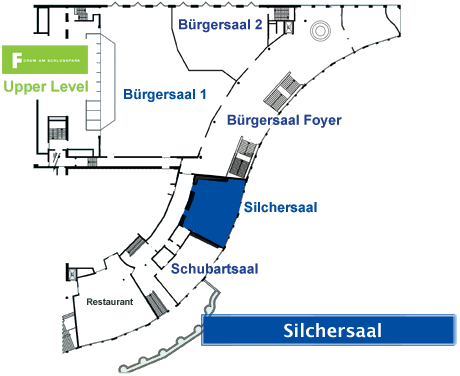 Bürgersaal 2
FORUM AM SCHLOSSPARK
Upper Level
Bürgersaal 1
Bürgersaal Foyer
Silchersaal
Schubartsaal
Restaurant
Silchersaal